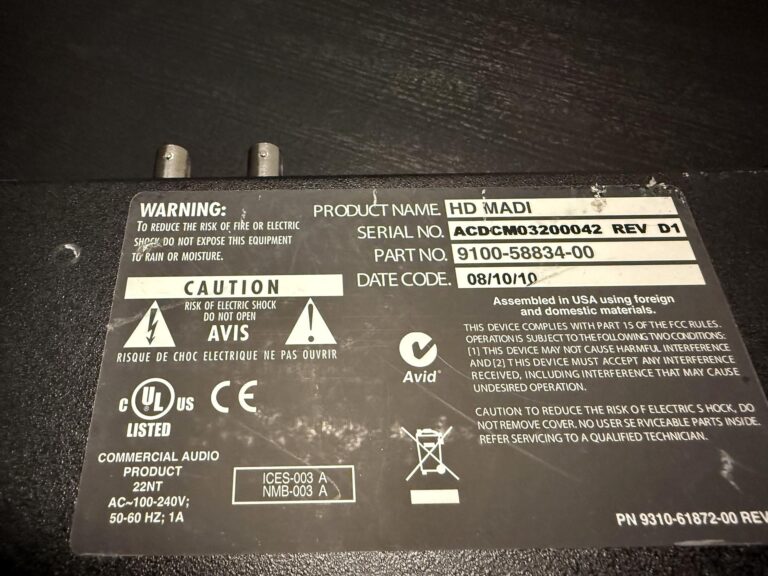 WARNING:
TO REDUCE THE RISK OF FIRE OR ELECTRIC
SHOCK DO NOT EXPOSE THIS EQUIPMENT
TO RAIN OR MOISTURE.
CAUTION
RISK OF ELECTRIC SHOCK
DO NOT OPEN
AVIS
RISQUE DE CHOC ELECTRIQUE NE PAS OUVRIR
C UL US
LISTED
CE
COMMERCIAL AUDIO
PRODUCT
22NT
AC~100-240V;
50-60 HZ; 1A
ICES-003 A
NMB-003 A
PRODUCT NAME. HD MADI
SERIAL NO. ACDCM03200042 REV D1
PART NO. 9100-58834-00
DATE CODE. 08/10/10
Assembled in USA using foreign
and domestic materials.
Avid
THIS DEVICE COMPLIES WITH PART 15 OF THE FCC RULES.
OPERATION IS SUBJECT TO THE FOLLOWING TWO CONDITIONS:
[1] THIS DEVICE MAY NOT CAUSE HARMFUL INTERFERENCE
AND [2] THIS DEVICE MUST ACCEPT ANY INTERFERENCE
RECEIVED, INCLUDING INTERFERENCE THAT MAY CAUSE
UNDESIRED OPERATION.
CAUTION TO REDUCE THE RISK OF ELECTRIC SHOCK, DO
NOT REMOVE COVER. NO USER SERVICEABLE PARTS INSIDE.
REFER SERVICING TO A QUALIFIED TECHNICIAN.
PN 9310-61872-00 REV